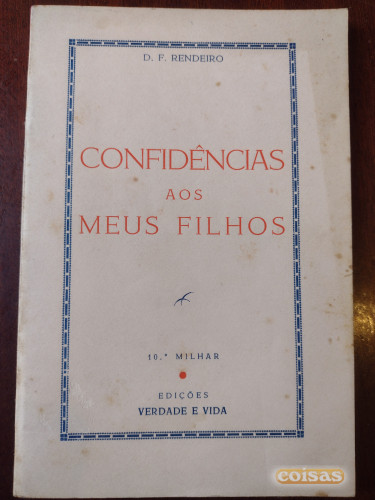 D. F. RENDEIRO
CONFIDÊNCIAS
AOS
MEUS FILHOS
10.º MILHAR
EDIÇÕES
VERDADE E VIDA
coisas